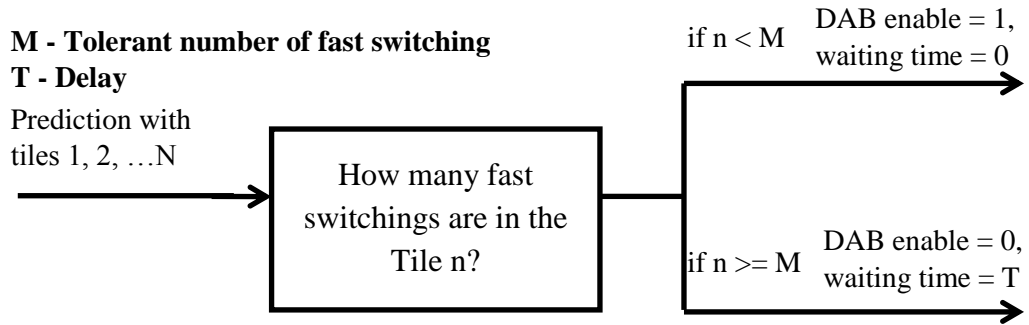 M - Tolerant number of fast switching
T - Delay
Prediction with
tiles 1, 2, …N
How many fast
switchings are in the
Tile n?
if n < M
DAB enable = 1,
waiting time = 0
if n >= M
DAB enable = 0,
waiting time = T